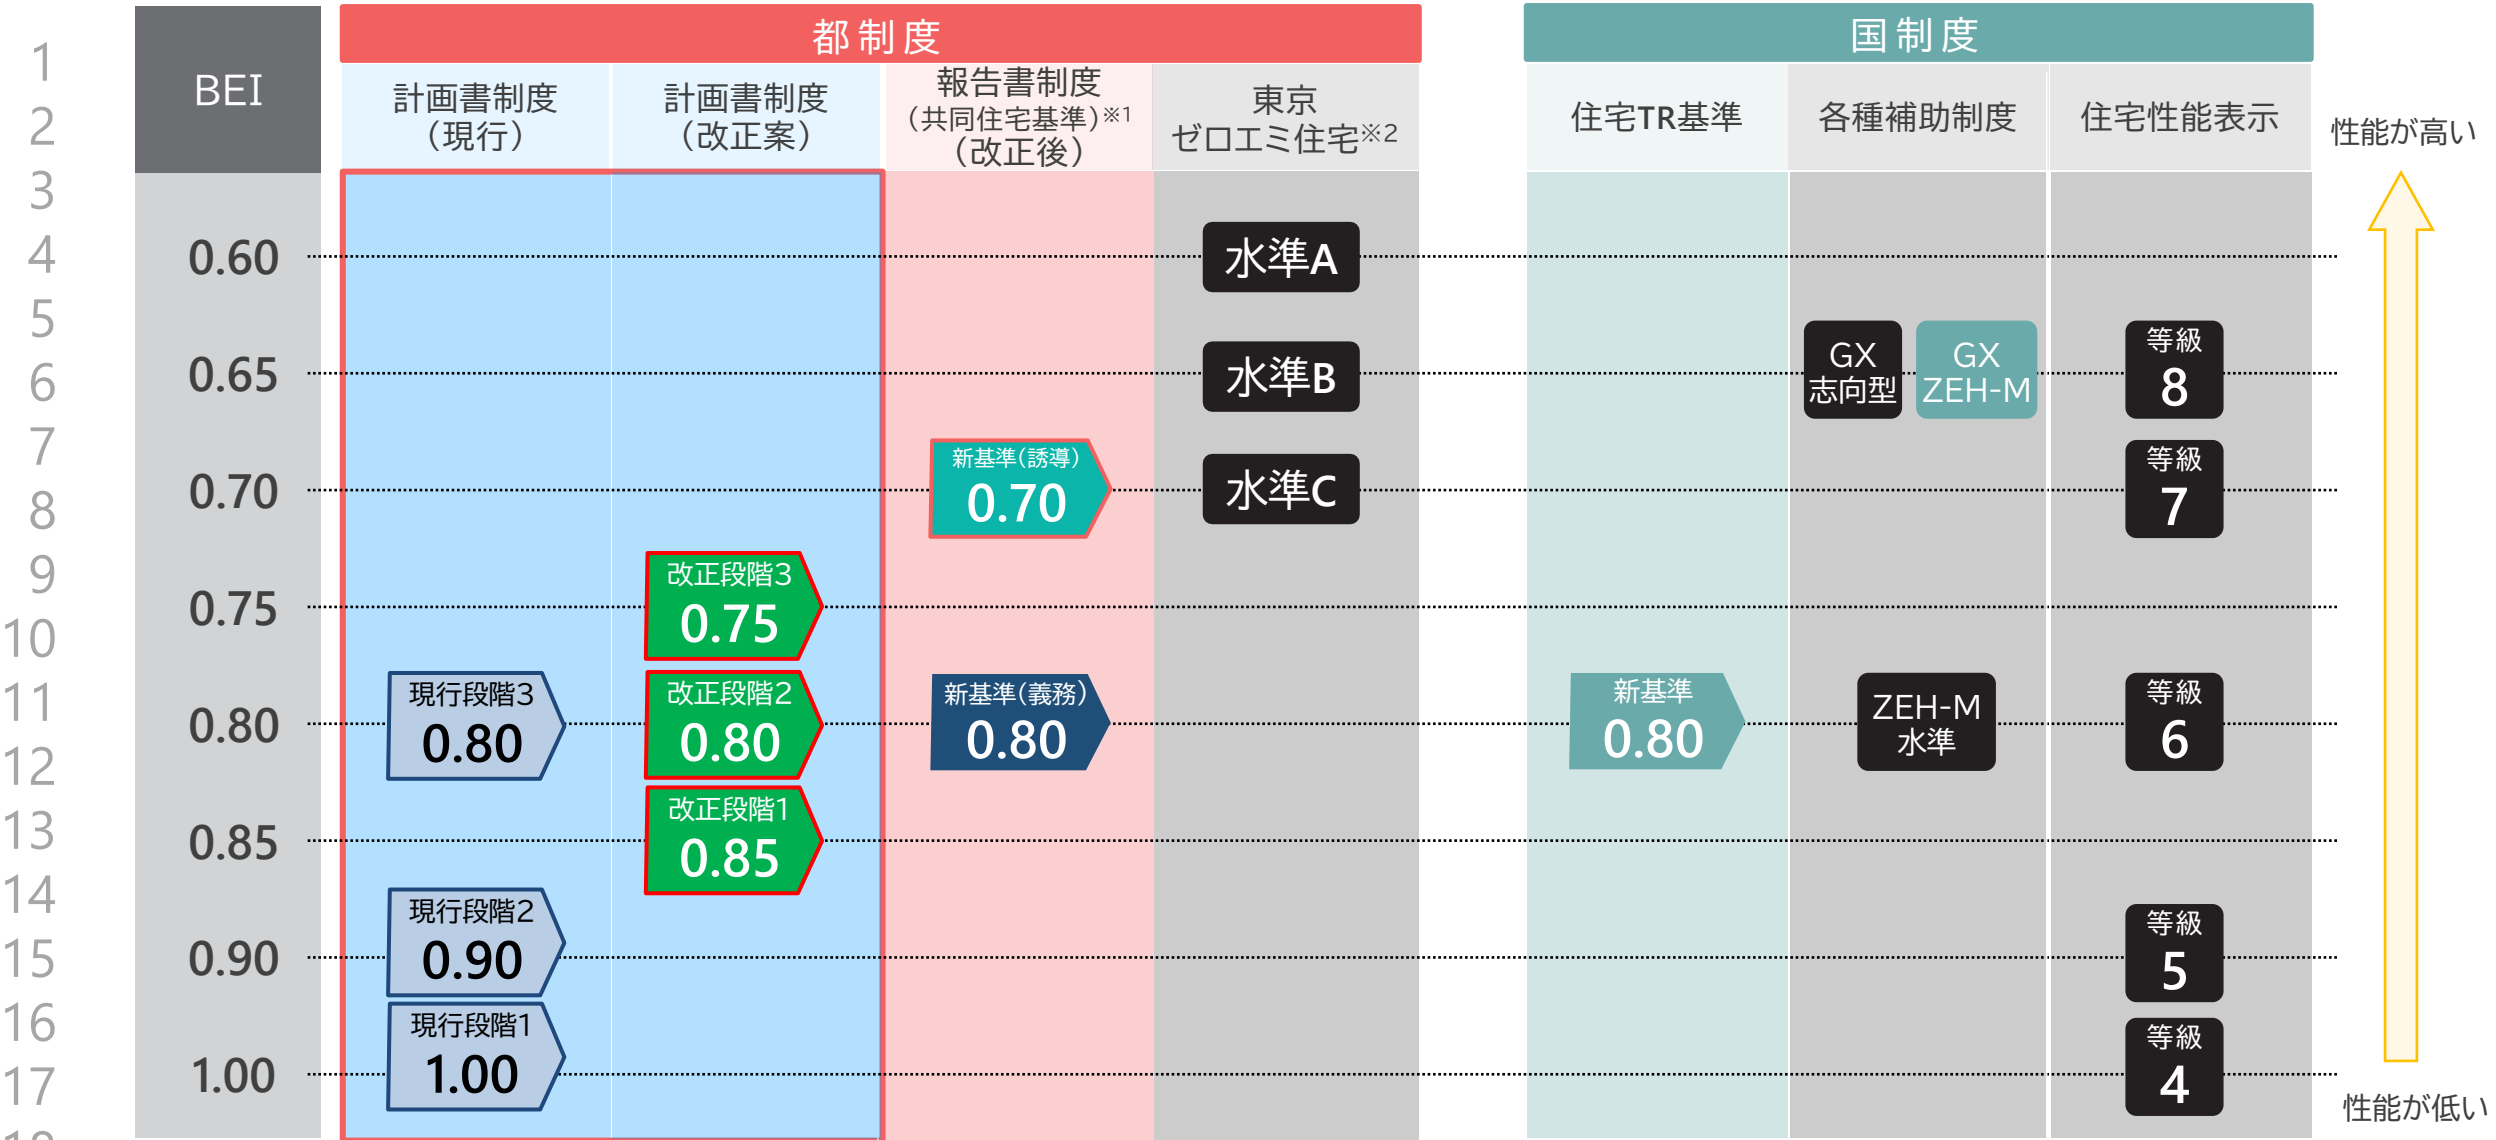 都制度
国制度
BEI
計画書制度
（現行）
計画書制度
（改正案）
報告書制度
（共同住宅基準）※1
（改正後）
東京
ゼロエミ住宅※2
住宅TR基準
各種補助制度
住宅性能表示
性能が高い
1
2
3
4
5
6
7
8
9
10
11
12
13
14
15
16
17
0.60
水準A
0.65
水準B
GX
志向型
GX
ZEH-M
等級
8
0.70
新基準（誘導）
0.70
水準C
等級
7
0.75
改正段階3
0.75
0.80
現行段階3
0.80
改正段階2
0.80
新基準（義務）
0.80
新基準
0.80
ZEH-M
水準
等級
6
0.85
改正段階1
0.85
0.90
現行段階2
0.90
等級
5
1.00
現行段階1
1.00
等級
4
性能が低い